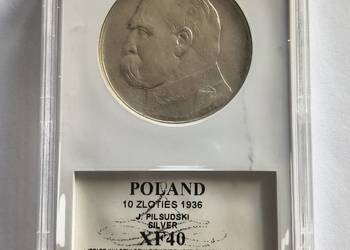 POLAND
10 ZLOTIES 1936
J. PILSUDSKI
SILVER
XF40